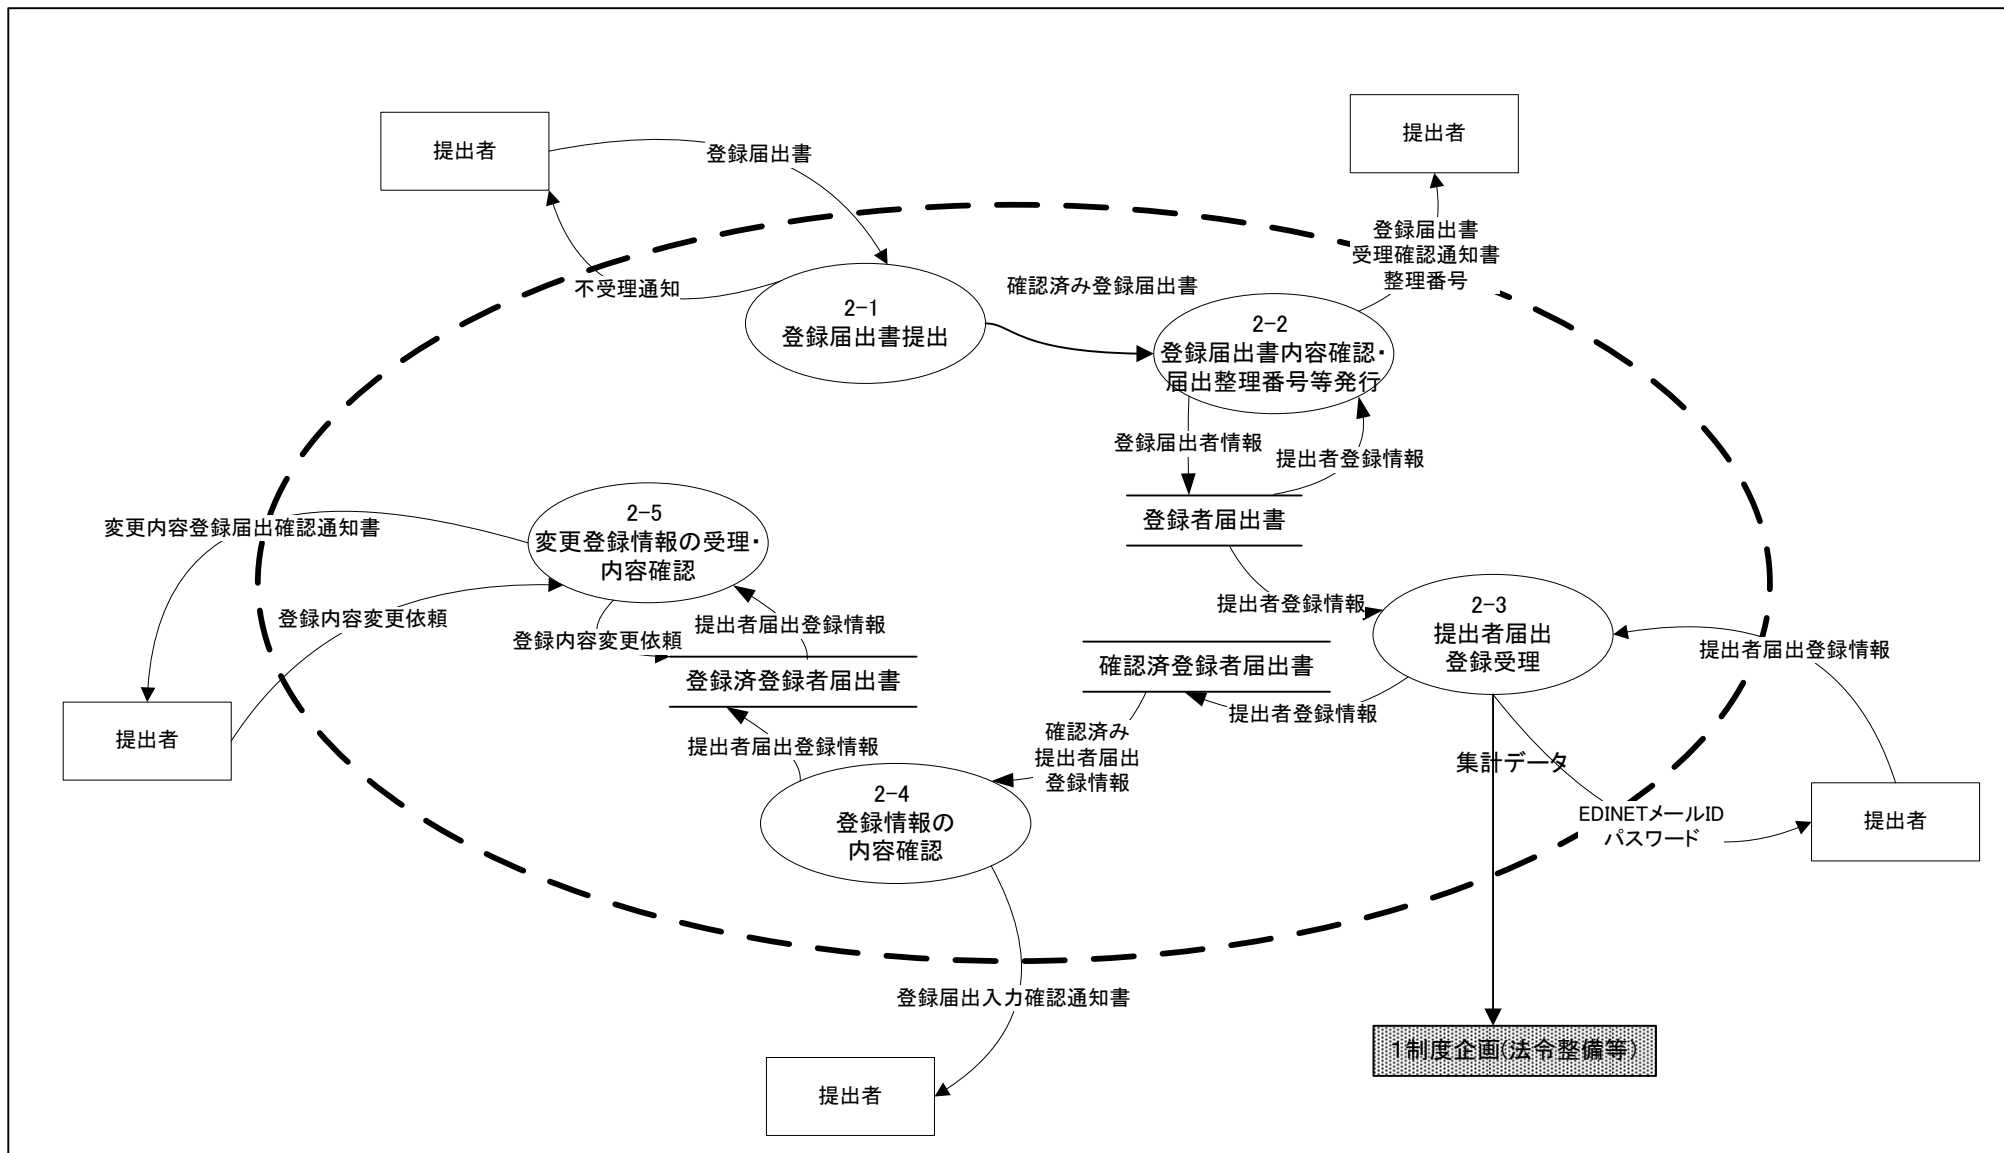 提出者
登録届出書
不受理通知
提出者
登録届出書
受理確認通知書
整理番号
2-1
登録届出書提出
確認済み登録届出書
2-2
登録届出書内容確認・
届出整理番号等発行
登録届出者情報
提出者登録情報
登録者届出書
提出者登録情報
2-3
提出者届出
登録受理
提出者届出登録情報
提出者
EDINETメールID
パスワード
集計データ
1制度企画(法令整備等)
提出者登録情報
確認済登録者届出書
確認済み
提出者届出
登録情報
2-4
登録情報の
内容確認
登録届出入力確認通知書
提出者
提出者届出登録情報
登録済登録者届出書
提出者届出登録情報
登録内容変更依頼
2-5
変更登録情報の受理・
内容確認
変更内容登録届出確認通知書
登録内容変更依頼
提出者